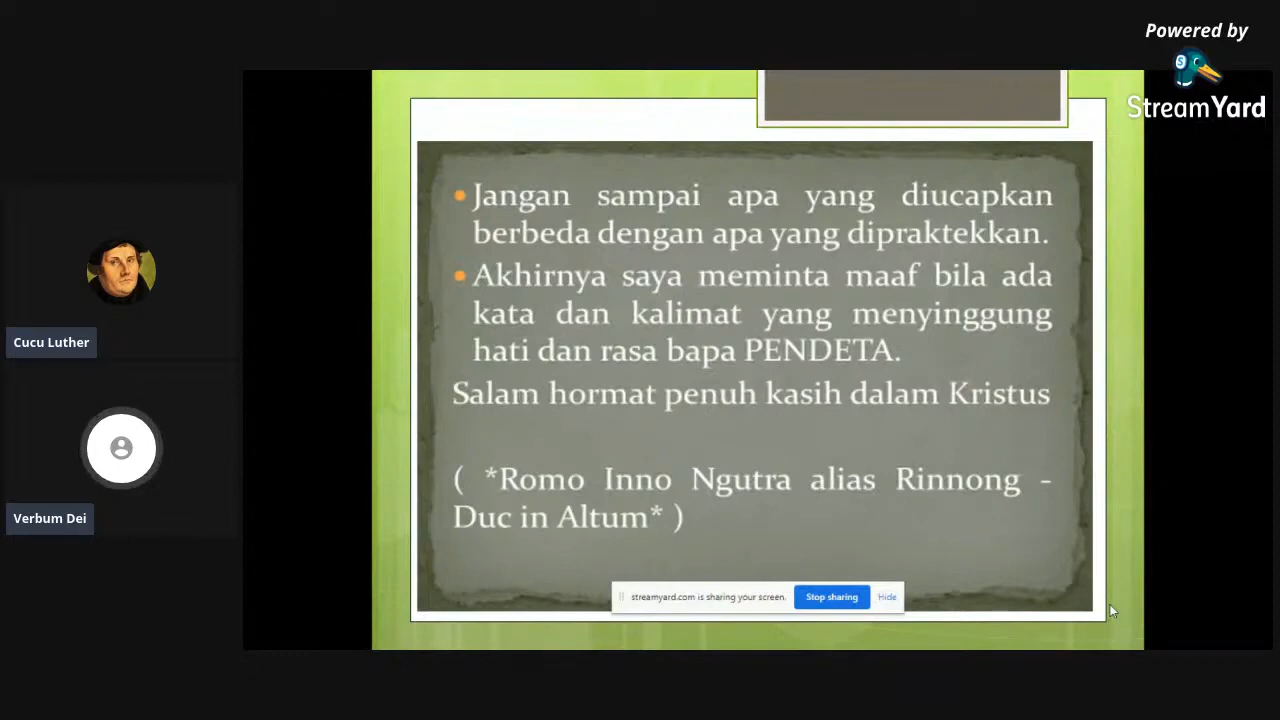 Powered by
StreamYard
Jangan sampai apa yang diucapkan
berbeda dengan apa yang dipraktekkan.
Akhirnya saya meminta maaf bila ada
kata dan kalimat yang menyinggung
hati dan rasa bapa PENDETA.
Salam hormat penuh kasih dalam Kristus
( *Romo Inno Ngutra alias Rinnong -
Duc in Altum* )
Cucu Luther
Verbum Dei
streamyard.com is sharing your screen. Stop sharing Hide